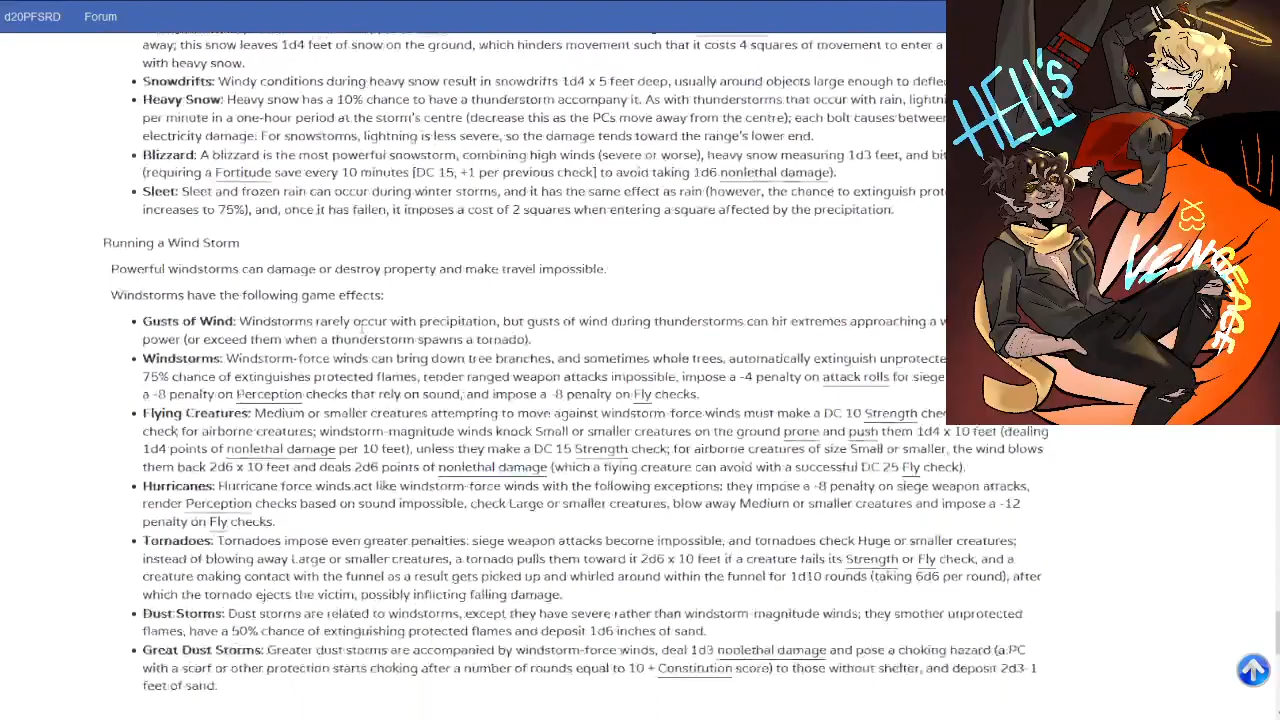 d20PFSRD Forum
away; this snow leaves 1d4 feet of snow on the ground, which hinders movement such that it costs 4 squares of movement to enter a
with heavy snow.
Snowdrifts: Windy conditions during heavy snow result in snowdrifts 1d4 x 5 feet deep, usually around objects large enough to
Heavy Snow: Heavy snow has a 10% chance to have a thunderstorm accompany it. As with thunderstorms that occur with rain,
per minute in a one-hour period at the storm's centre (decrease this as the PCs move away from the centre); each bolt causes between
electricity damage: For snowstorms, lightning is less severe, so the damage tends toward the range's lower end.
Blizzard: A blizzard is the most powerful snowstorm, combining high winds (severe or worse), heavy snow measuring 1d3 feet, and
(requiring a Fortitude save every 10 minutes [DC 15, +1 per previous check] to avoid taking 1d6 nonlethal damage).
Sleet: Sleet and frozen rain can occur during winter storms, and it has the same effect as rain (however, the chance to extinguish
increases to 75%), and, once it has fallen, it imposes a cost of 2 squares when entering a square affected by the precipitation.
Running a Wind Storm
Powerful windstorms can damage or destroy property and make travel impossible.
Windstorms have the following game effects:
Gusts of Wind: Windstorms rarely occur with precipitation, but gusts of wind during thunderstorms can hit extremes approaching a
power (or exceed them when a thunderstorm spawns a tornado).
Windstorms: Windstorm-force winds can bring down tree branches, and sometimes whole trees, automatically extinguish
75% chance of extinguishes protected flames, render ranged weapon attacks impossible, impose a -4 penalty on attack rolls for siege
a -8 penalty on Perception checks that rely on sound, and impose a -8 penalty on Fly checks.
Flying Creatures: Medium or smaller creatures attempting to move against windstorm-force winds must make a DC 10 Strength
check for airborne creatures; windstorm-magnitude winds knock Small or smaller creatures on the ground prone and push them 1d4 x 10 feet (dealing
1d4 points of nonlethal damage per 10 feet), unless they make a DC 15 Strength check; for airborne creatures of size Small or smaller, the wind blows
them back 2d6 x 10 feet and deals 2d6 points of nonlethal damage (which a flying creature can avoid with a successful DC 25 Fly check).
Hurricanes: Hurricane force winds act like windstorm-force winds with the following exceptions; they impose a -8 penalty on siege weapon attacks,
render Perception checks based on sound impossible, check Large or smaller creatures, blow away Medium or smaller creatures and impose a -12
penalty on Fly checks.
Tornadoes: Tornadoes impose even greater penalties: siege weapon attacks become impossible, and tornadoes check Huge or smaller creatures;
instead of blowing away Large or smaller creatures, a tornado pulls them toward it 2d6 x 10 feet if a creature fails its Strength or Fly check, and a
creature making contact with the funnel as a result gets picked up and whirled around within the funnel for 1d10 rounds (taking 6d6 per round), after
which the tornado ejects the victim, possibly inflicting falling damage.
Dust Storms: Dust storms are related to windstorms, except they have severe rather than windstorm-magnitude winds; they smother unprotected
flames, have a 50% chance of extinguishing protected flames and deposit 1d6 inches of sand.
Great Dust Storms: Greater dust storms are accompanied by windstorm-force winds, deal 1d3 nonlethal damage and pose a choking hazard (a PC
with a scarf or other protection starts choking after a number of rounds equal to 10 + Constitution score) to those without shelter, and deposit 2d3-1
feet of sand.
HELL'S
VENGEACE